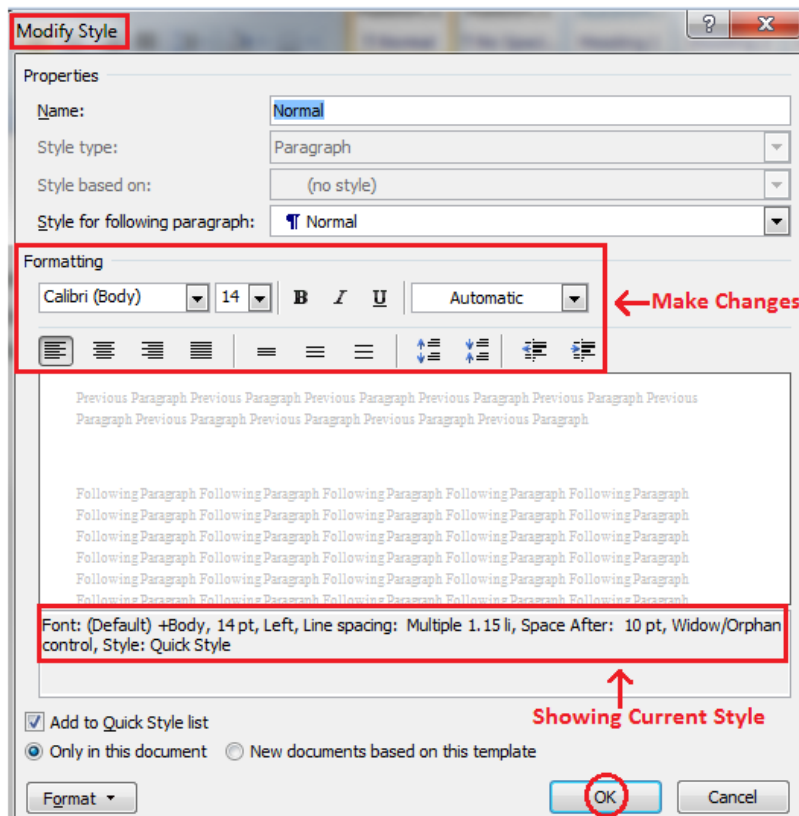 Modify Style
Properties
Name: Normal
Style type: Paragraph
Style based on: (no style)
Style for following paragraph: ¶ Normal
Formatting
Calibri (Body) 14 B I U Automatic
Make Changes
Previous Paragraph Previous Paragraph Previous Paragraph Previous Paragraph Previous Paragraph Previous
Paragraph Previous Paragraph Previous Paragraph Previous Paragraph Previous Paragraph
Following Paragraph Following Paragraph Following Paragraph Following Paragraph Following Paragraph
Following Paragraph Following Paragraph Following Paragraph Following Paragraph Following Paragraph
Following Paragraph Following Paragraph Following Paragraph Following Paragraph Following Paragraph
Following Paragraph Following Paragraph Following Paragraph Following Paragraph Following Paragraph
Following Paragraph Following Paragraph Following Paragraph Following Paragraph Following Paragraph
Following Paragraph Following Paragraph Following Paragraph Following Paragraph Following Paragraph
Font: (Default) +Body, 14 pt, Left, Line spacing: Multiple 1.15 li, Space After: 10 pt, Widow/Orphan
control, Style: Quick Style
Showing Current Style
Add to Quick Style list
Only in this document New documents based on this template
Format OK Cancel